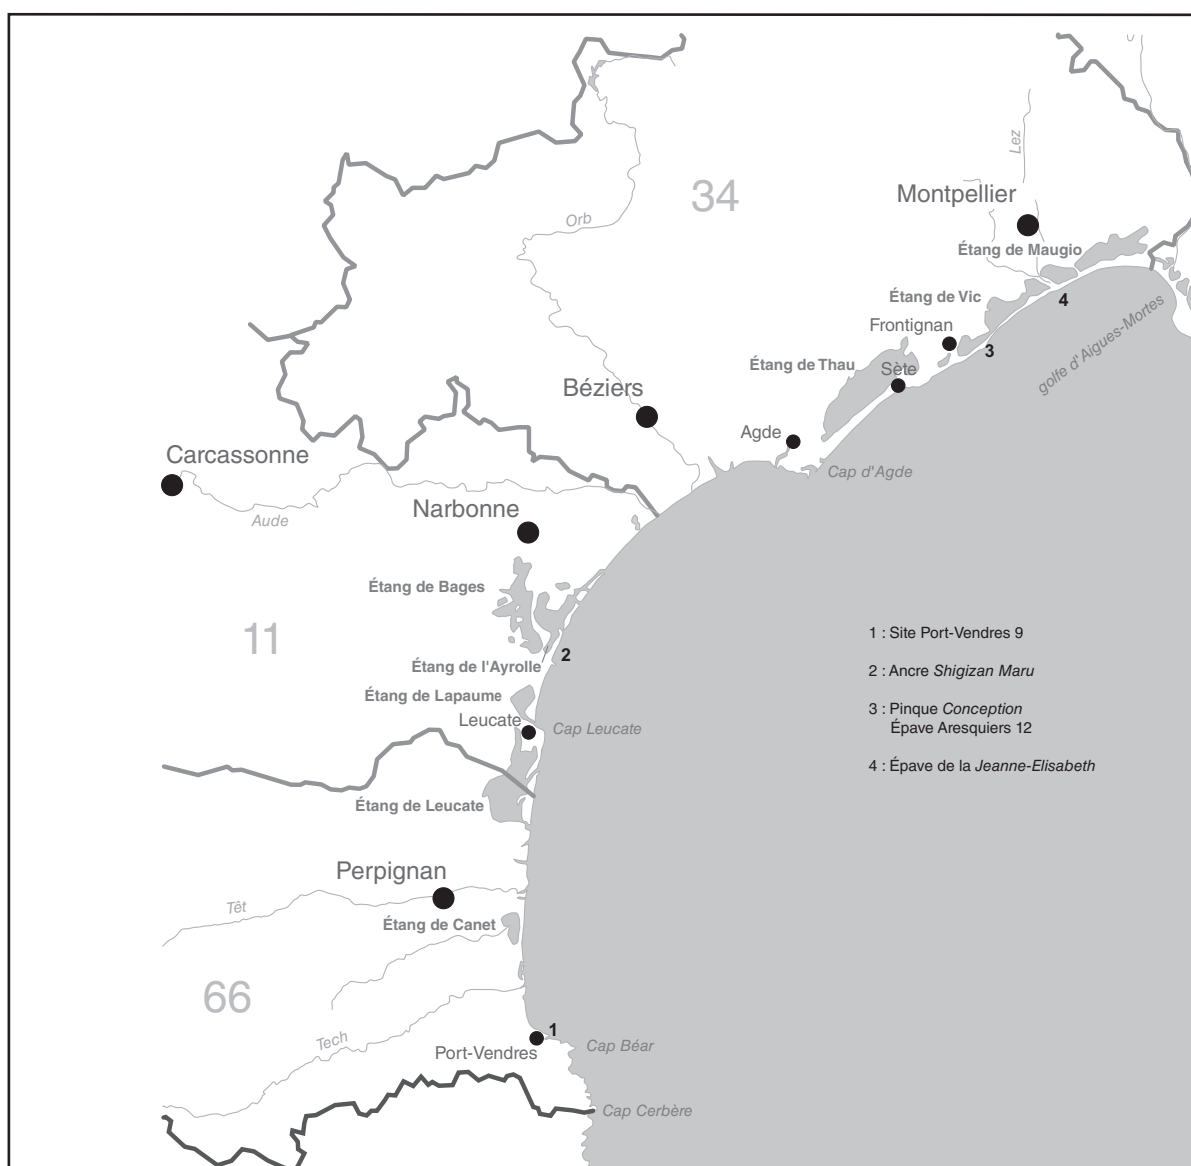 Lez
34
Montpellier
Orb
Étang de Maugio
Étang de Vic
4
golfe d'Aigues-Mortes
Frontignan
3
Étang de Thau
Sète
Béziers
Agde
Carcassonne
Cap d'Agde
Narbonne
Aude
Étang de Bages
11
1 : Site Port-Vendres 9
2
Étang de l'Ayrolle
2 : Ancre Shigizan Maru
Étang de Lapaume
3 : Pinque Conception
Leucate
Cap Leucate
Épave Aresquiers 12
4 : Épave de la Jeanne-Elisabeth
Étang de Leucate
Perpignan
Têt
Étang de Canet
66
1
Tech
Port-Vendres
Cap Béar
Cap Cerbère